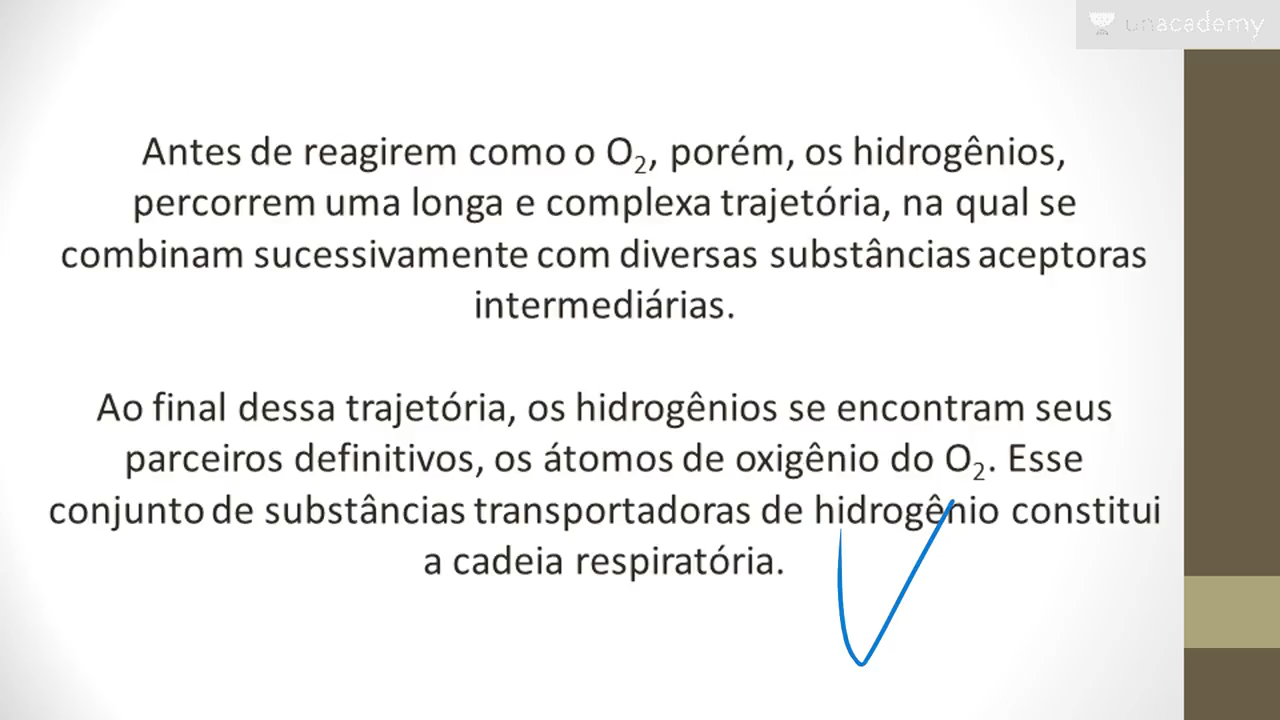 unacademy
Antes de reagirem como o O₂, porém, os hidrogênios,
percorrem uma longa e complexa trajetória, na qual se
combinam sucessivamente com diversas substâncias aceptoras
intermediárias.
Ao final dessa trajetória, os hidrogênios se encontram seus
parceiros definitivos, os átomos de oxigênio do O₂. Esse
conjunto de substâncias transportadoras de hidrogênio constitui
a cadeia respiratória.